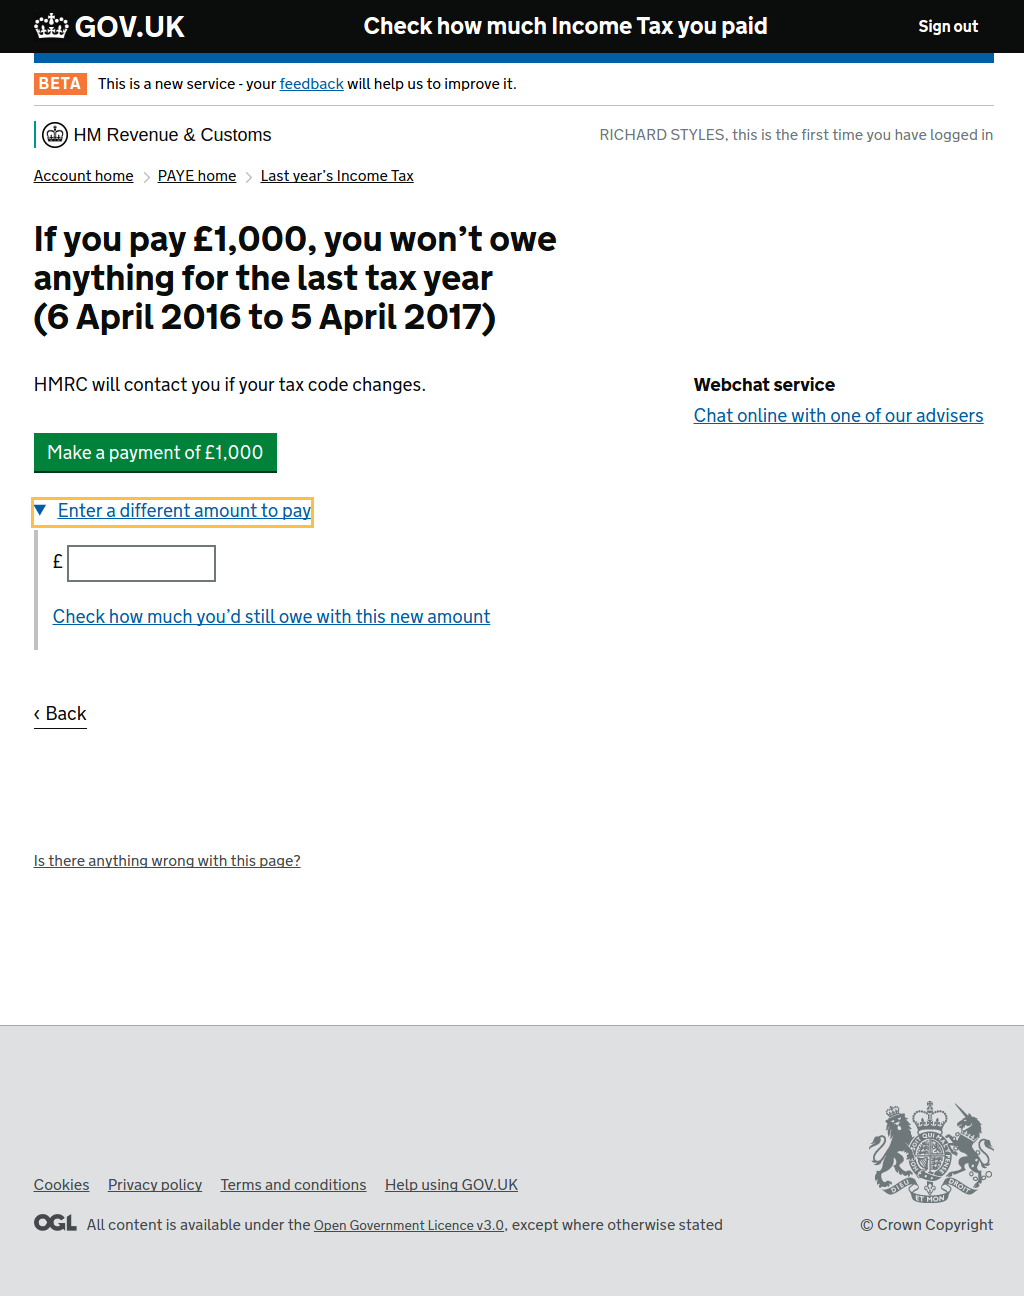 GOV.UK
Check how much Income Tax you paid
Sign out
BETA This is a new service - your feedback will help us to improve it.
HM Revenue & Customs
RICHARD STYLES, this is the first time you have logged in
Account home
PAYE home
Last year’s Income Tax
If you pay £1,000, you won’t owe
anything for the last tax year
(6 April 2016 to 5 April 2017)
HMRC will contact you if your tax code changes.
Webchat service
Chat online with one of our advisers
Make a payment of £1,000
Enter a different amount to pay
£
Check how much you’d still owe with this new amount
‹ Back
Is there anything wrong with this page?
Cookies
Privacy policy
Terms and conditions
Help using GOV.UK
OGL All content is available under the Open Government Licence v3.0, except where otherwise stated
DIEU ET MON DROIT
© Crown Copyright